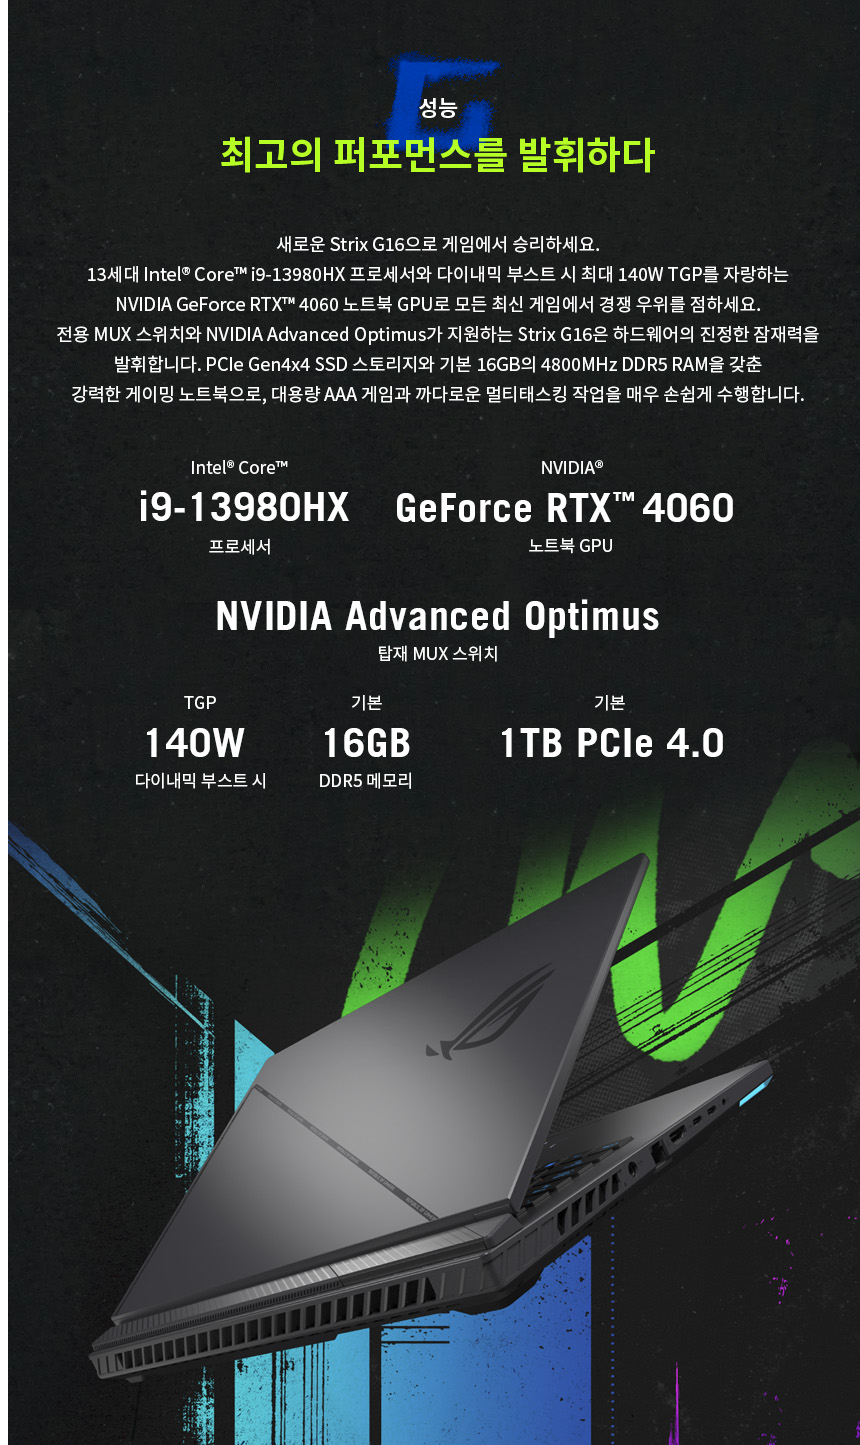 성능
최고의 퍼포먼스를 발휘하다
새로운 Strix G16으로 게임에서 승리하세요.
13세대 Intel® Core™ i9-13980HX 프로세서와 다이내믹 부스트 시 최대 140W TGP를 자랑하는
NVIDIA GeForce RTX™ 4060 노트북 GPU로 모든 최신 게임에서 경쟁 우위를 점하세요.
전용 MUX 스위치와 NVIDIA Advanced Optimus가 지원하는 Strix G16은 하드웨어의 진정한 잠재력을
발휘합니다. PCIe Gen4x4 SSD 스토리지와 기본 16GB의 4800MHz DDR5 RAM을 갖춘
강력한 게이밍 노트북으로, 대용량 AAA 게임과 까다로운 멀티태스킹 작업을 매우 손쉽게 수행합니다.
Intel® Core™ NVIDIA®
i9-13980HX GeForce RTX™ 4060
프로세서 노트북 GPU
NVIDIA Advanced Optimus
탑재 MUX 스위치
TGP 기본 기본
140W 16GB 1TB PCIe 4.0
다이내믹 부스트 시 DDR5 메모리